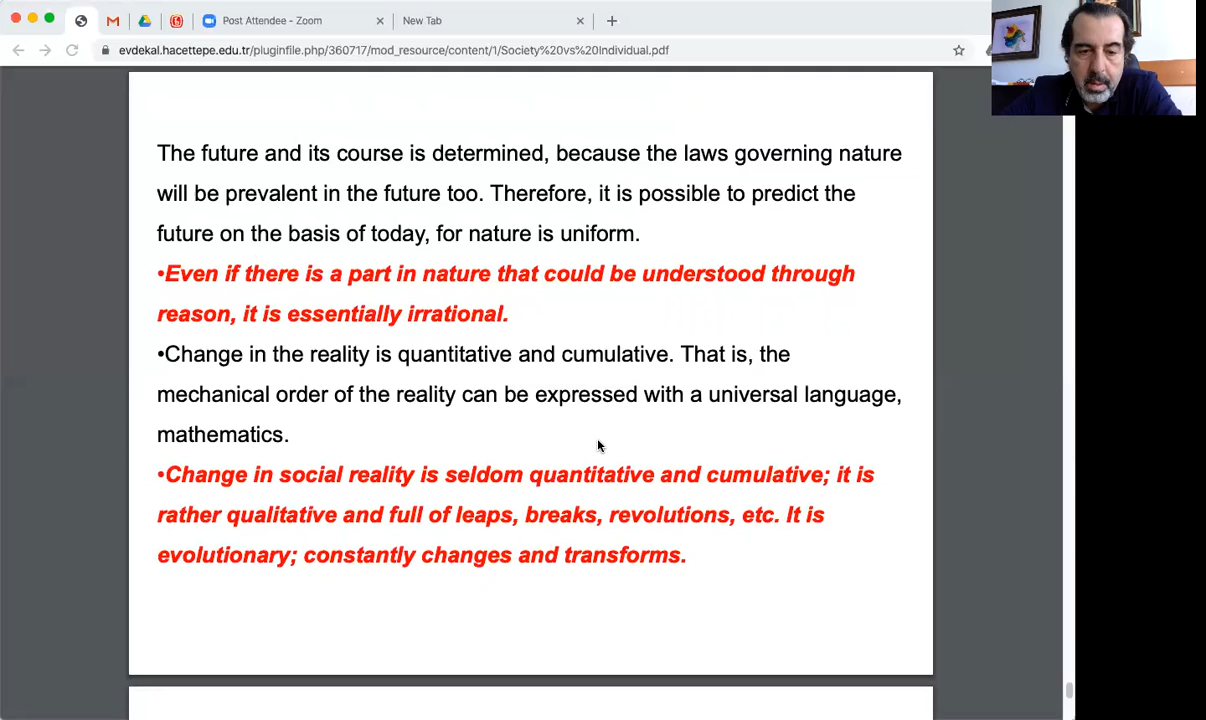 Post Attendee - Zoom
New Tab
evdekal.hacettepe.edu.tr/pluginfile.php/360717/mod_resource/content/1/Society%20vs%20Individual.pdf
The future and its course is determined, because the laws governing nature
will be prevalent in the future too. Therefore, it is possible to predict the
future on the basis of today, for nature is uniform.
•Even if there is a part in nature that could be understood through
reason, it is essentially irrational.
•Change in the reality is quantitative and cumulative. That is, the
mechanical order of the reality can be expressed with a universal language,
mathematics.
•Change in social reality is seldom quantitative and cumulative; it is
rather qualitative and full of leaps, breaks, revolutions, etc. It is
evolutionary; constantly changes and transforms.